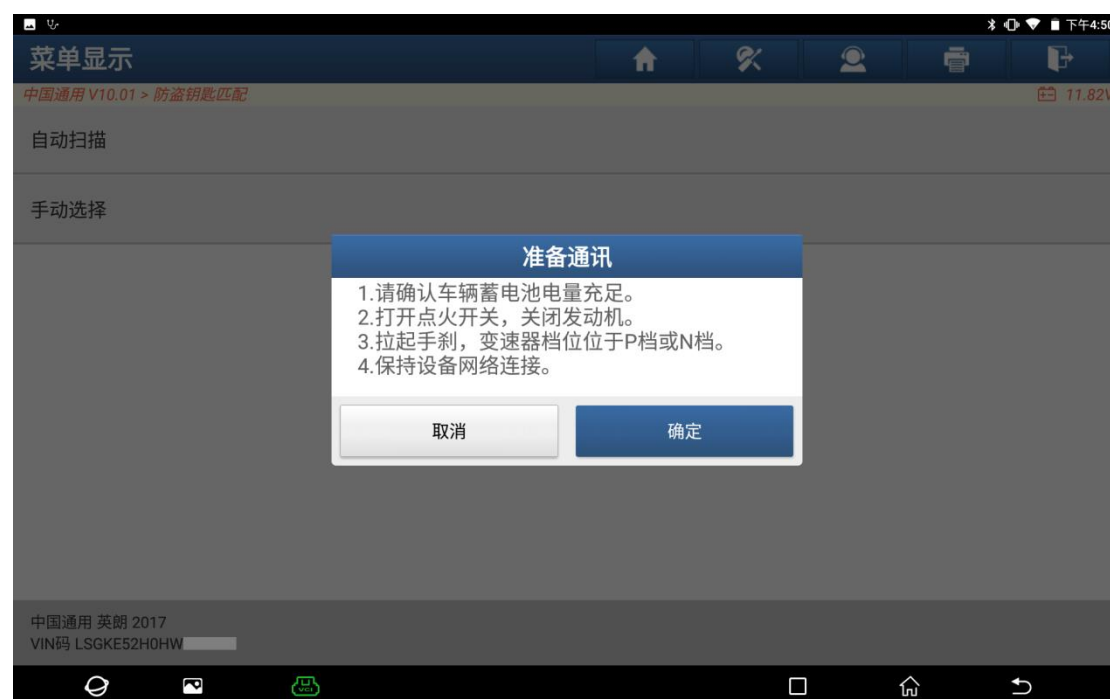 下午4:50
菜单显示
中国通用 V10.01 > 防盗钥匙匹配
11.82V
自动扫描
手动选择
准备通讯
1.请确认车辆蓄电池电量充足。
2.打开点火开关，关闭发动机。
3.拉起手刹，变速器档位位于P档或N档。
4.保持设备网络连接。
取消
确定
中国通用 英朗 2017
VIN码 LSGKE52H0HW
VCI